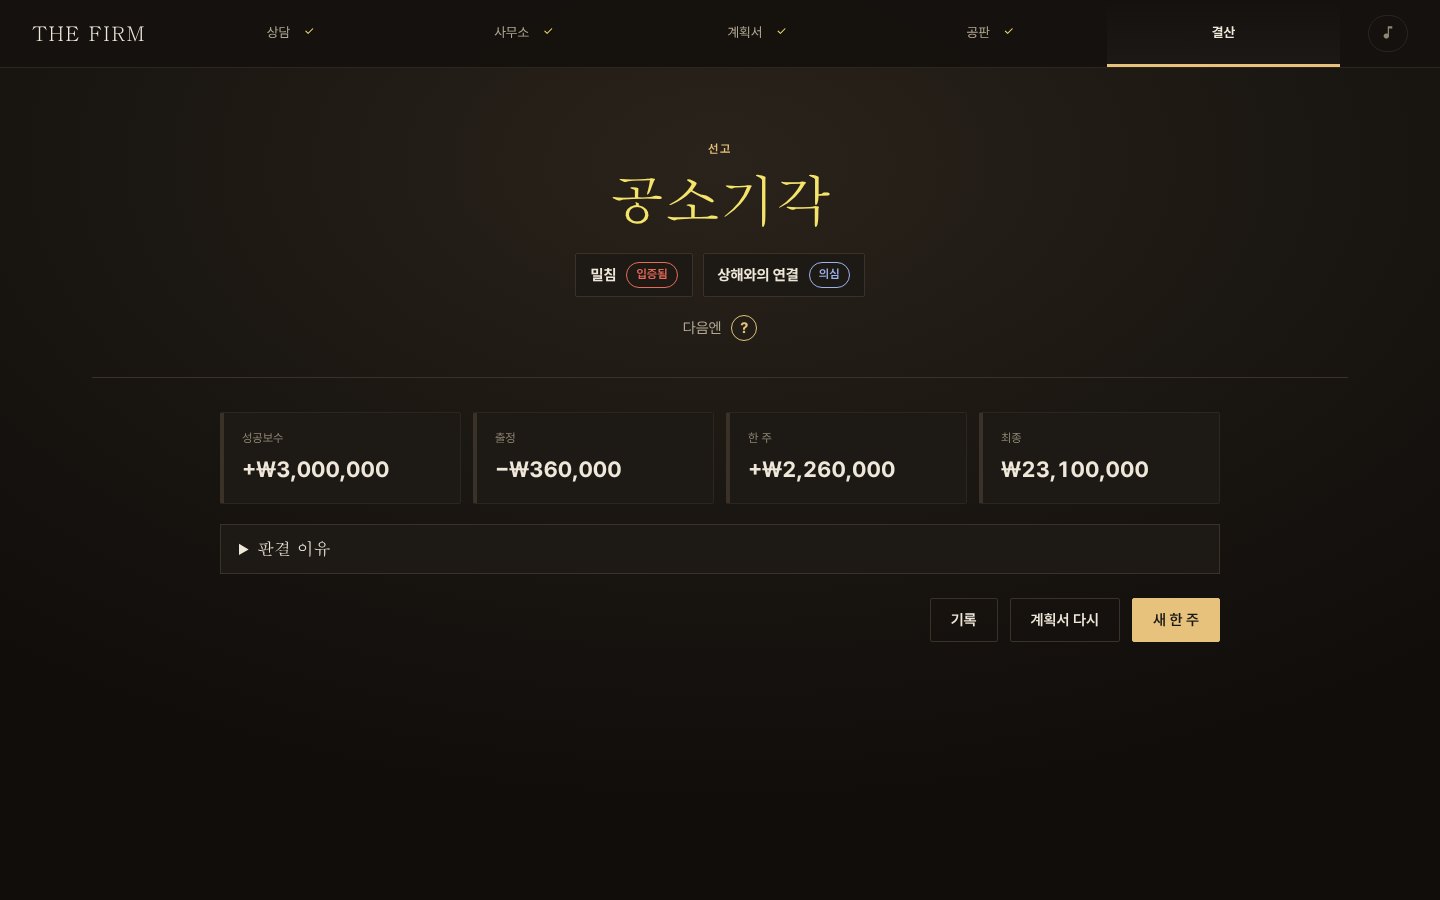 THE FIRM 상담 ✓ 사무소 ✓ 계획서 ✓ 공판 ✓ 결산
선고
공소기각
밀침 입증됨 상해와의 연결 의심
다음엔 ?
성공보수 출정 한 주 최종
+₩3,000,000 −₩360,000 +₩2,260,000 ₩23,100,000
▶ 판결 이유
기록 계획서 다시 새 한 주